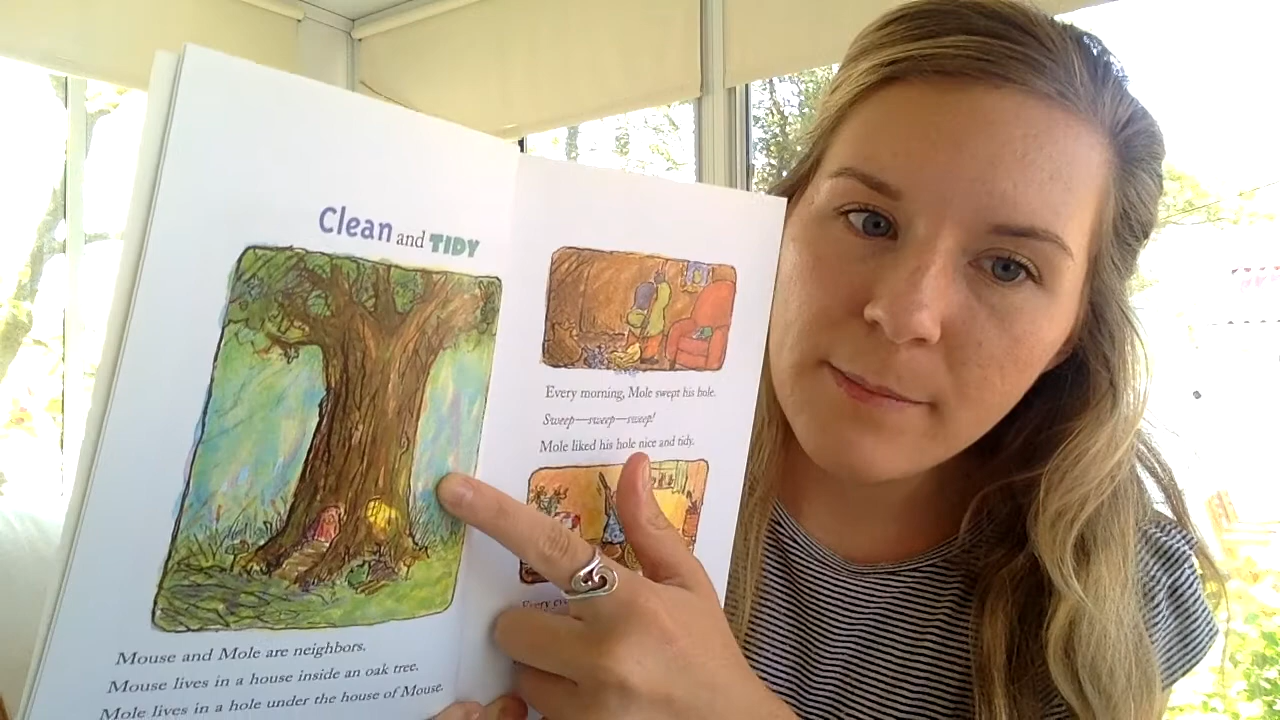 Clean and TIDY
Mouse and Mole are neighbors.
Mouse lives in a house inside an oak tree.
Mole lives in a hole under the house of Mouse.
Every morning, Mole swept his hole.
Sweep—sweep—sweep!
Mole liked his hole nice and tidy.
Every